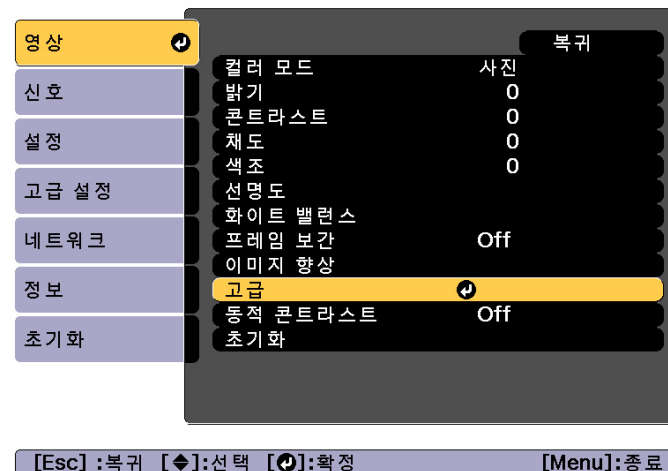 영상
신호
설정
고급 설정
네트워크
정보
초기화
복귀
컬러 모드 사진
밝기 0
콘트라스트 0
채도 0
색조 0
선명도
화이트 밸런스
프레임 보간 Off
이미지 향상
고급
동적 콘트라스트 Off
초기화
[Esc] :복귀 [◆]:선택 [↲]:확정 [Menu]:종료